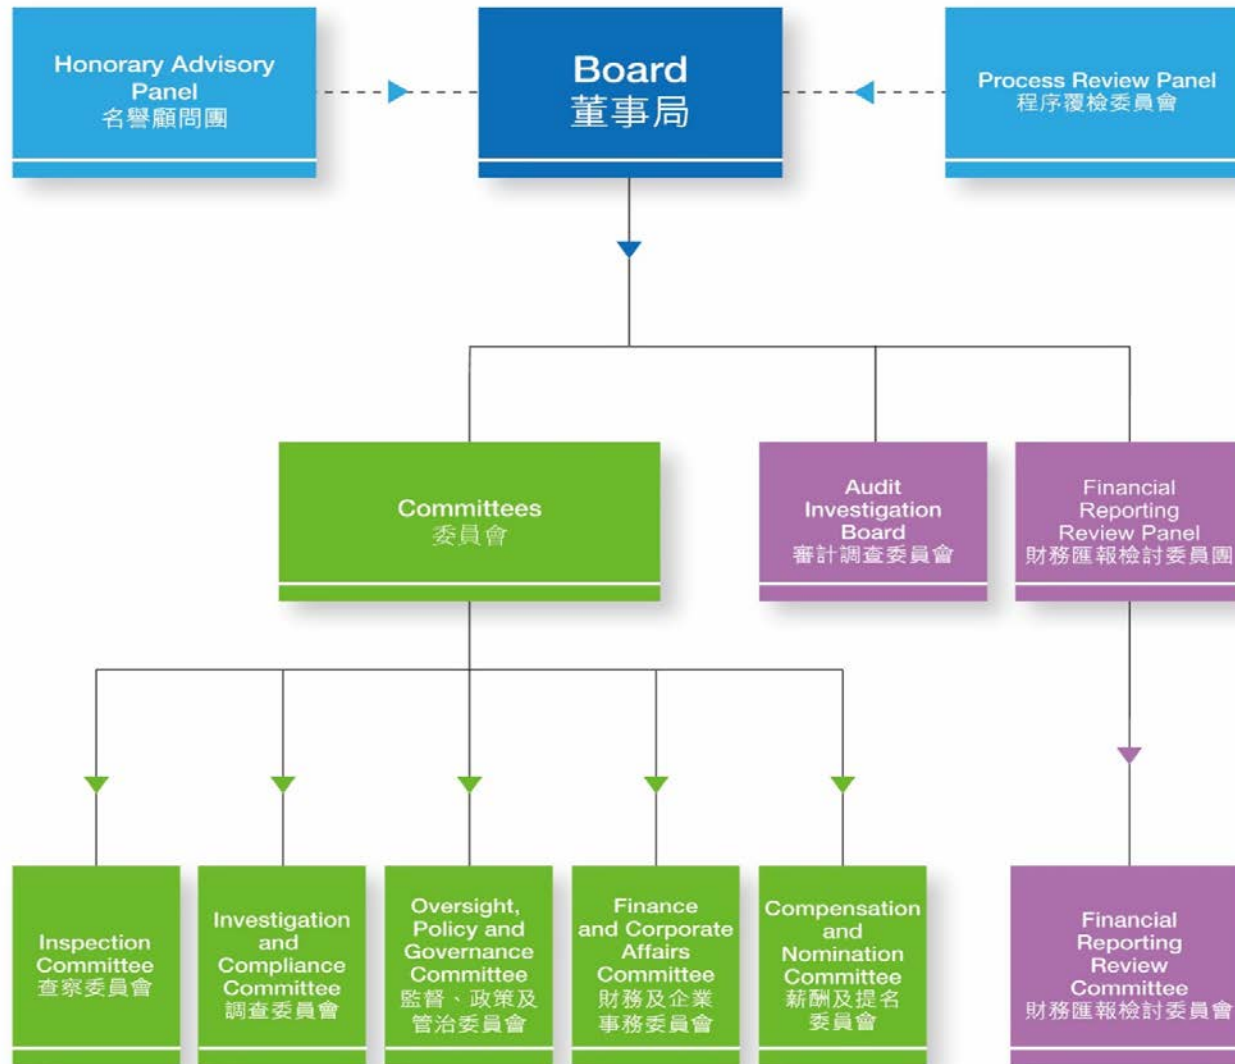 Honorary Advisory
Panel
名譽顧問團
Board
董事局
Process Review Panel
程序覆檢委員會
Committees
委員會
Audit
Investigation
Board
審計調查委員會
Financial
Reporting
Review Panel
財務匯報檢討委員團
Inspection
Committee
查察委員會
Investigation
and
Compliance
Committee
調查委員會
Oversight,
Policy and
Governance
Committee
監督、政策及
管治委員會
Finance
and Corporate
Affairs
Committee
財務及企業
事務委員會
Compensation
and
Nomination
Committee
薪酬及提名
委員會
Financial
Reporting
Review
Committee
財務匯報檢討委員會